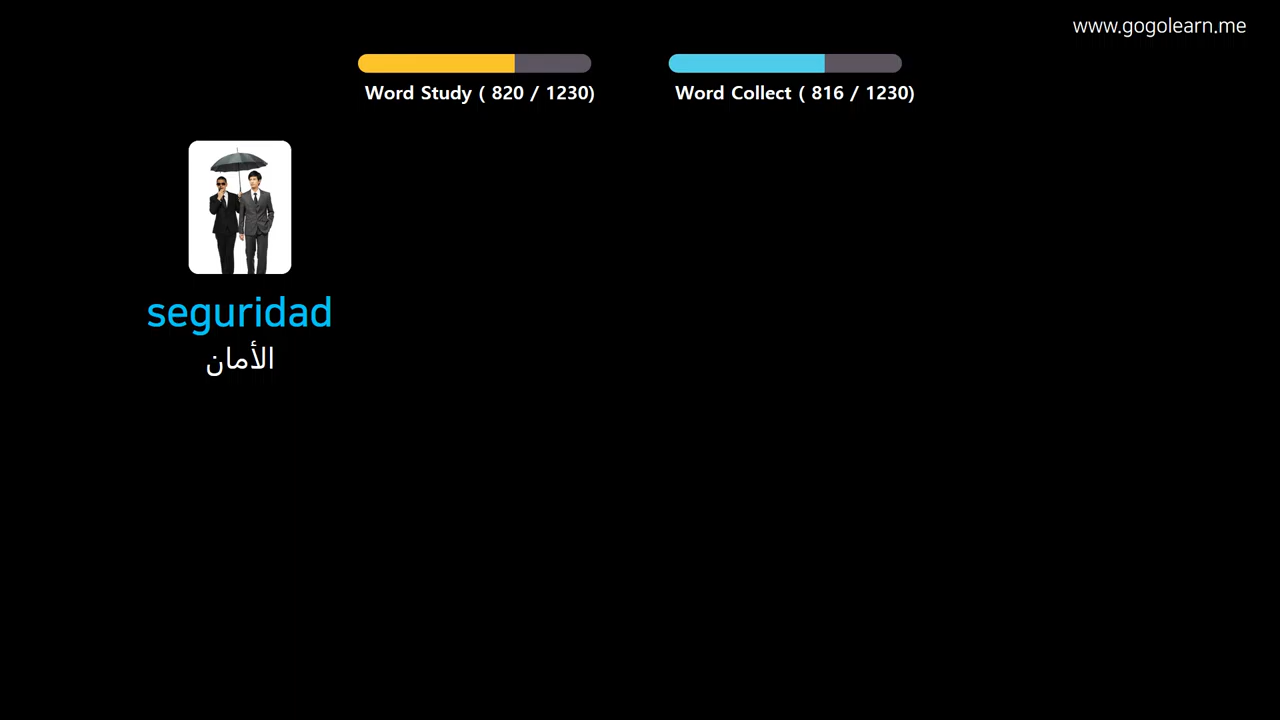 www.gogolearn.me
Word Study ( 820 / 1230)
Word Collect ( 816 / 1230)
seguridad
الأمان